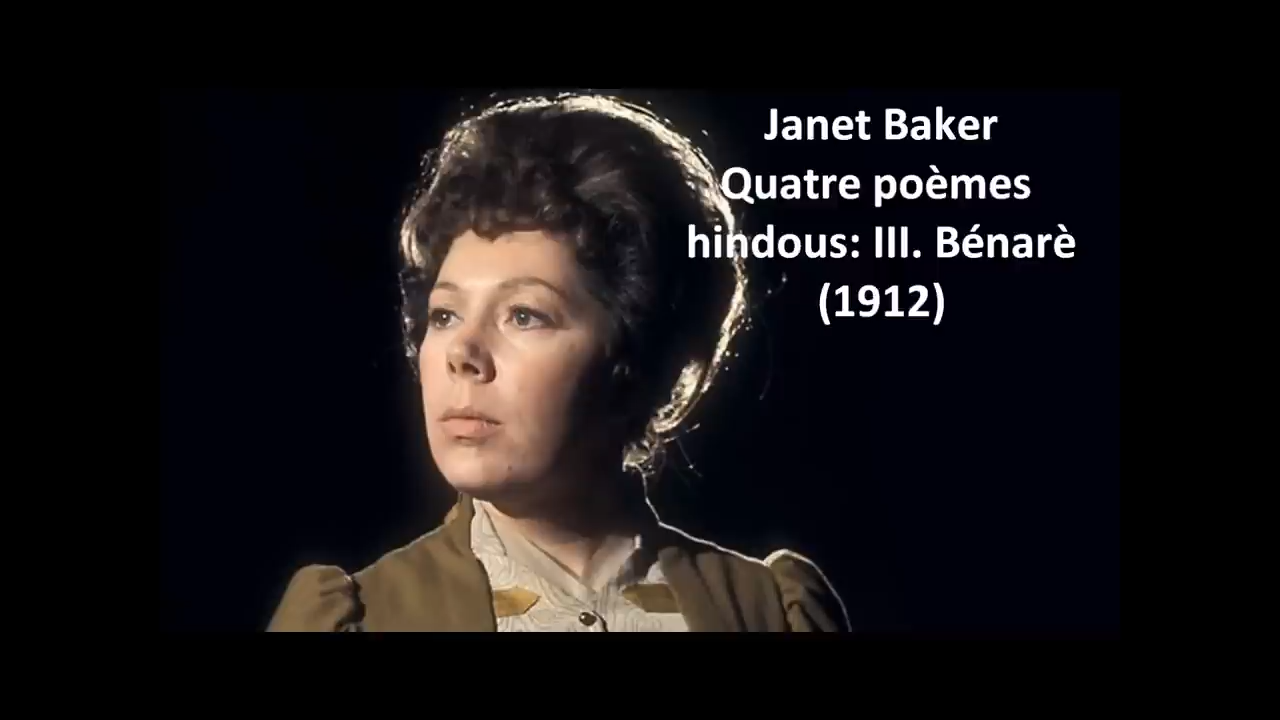 Janet Baker
Quatre poèmes
hindous: III. Bénarè
(1912)